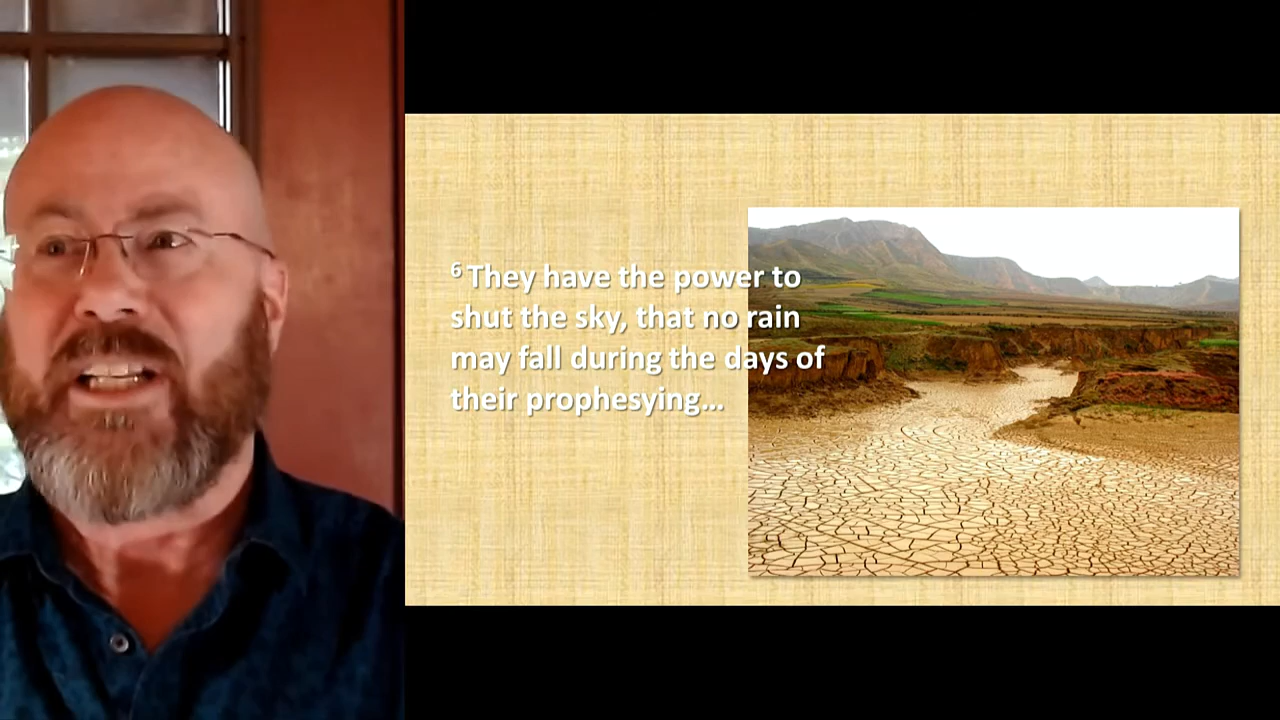 6 They have the power to
shut the sky, that no rain
may fall during the days of
their prophesying...